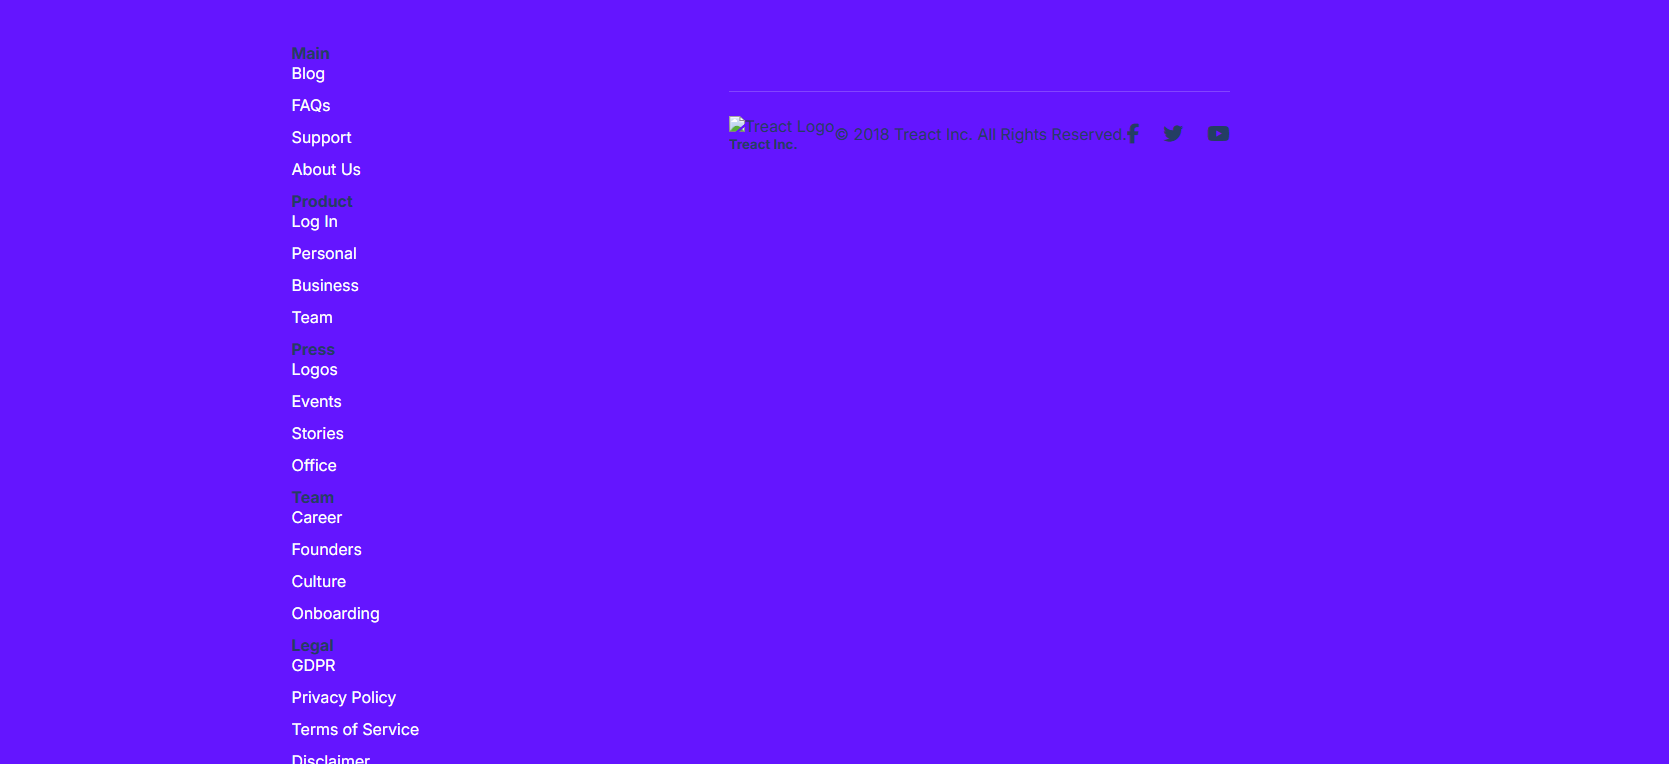 Main
Blog
FAQs
Support
About Us
Product
Log In
Personal
Business
Team
Press
Logos
Events
Stories
Office
Team
Career
Founders
Culture
Onboarding
Legal
GDPR
Privacy Policy
Terms of Service
Disclaimer
Treact Logo
Treact Inc.
© 2018 Treact Inc. All Rights Reserved.